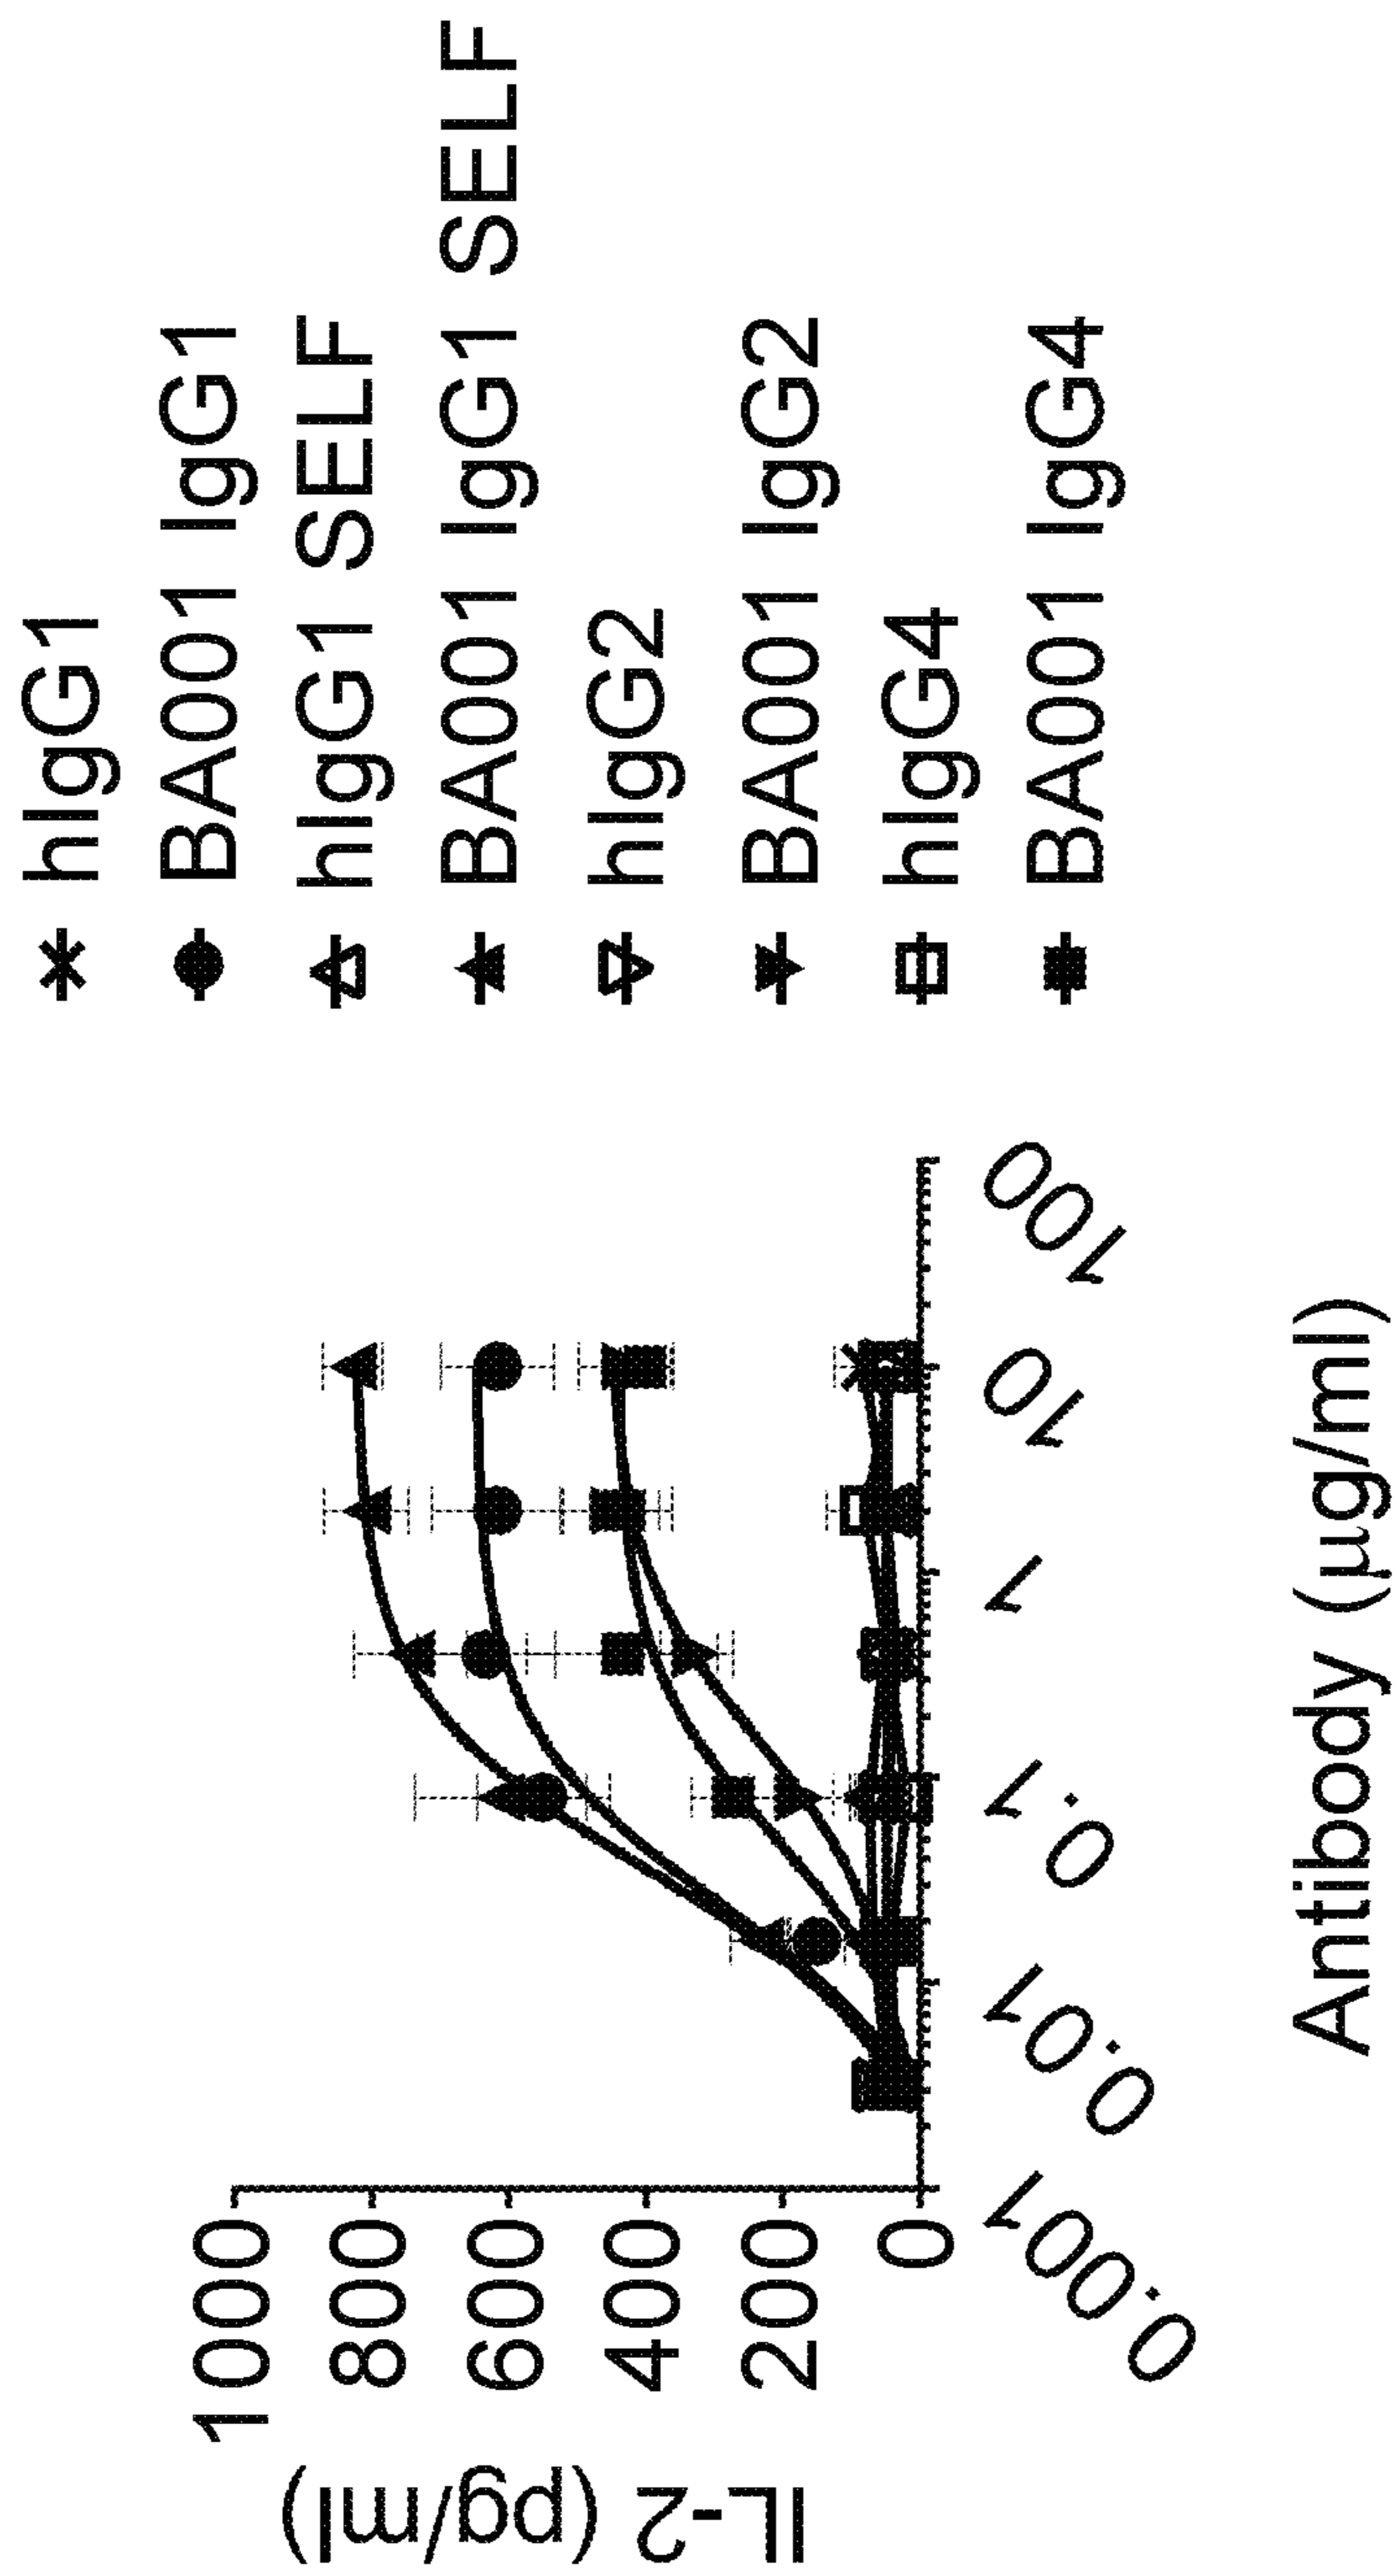 IL-2 (pg/ml)
1000
800
600
400
200
0
0.001
0.01
0.1
1
10
100
Antibody (µg/ml)
hIgG1
BA001 IgG1
hIgG1 SELF
BA001 IgG1 SELF
hIgG2
BA001 IgG2
hIgG4
BA001 IgG4